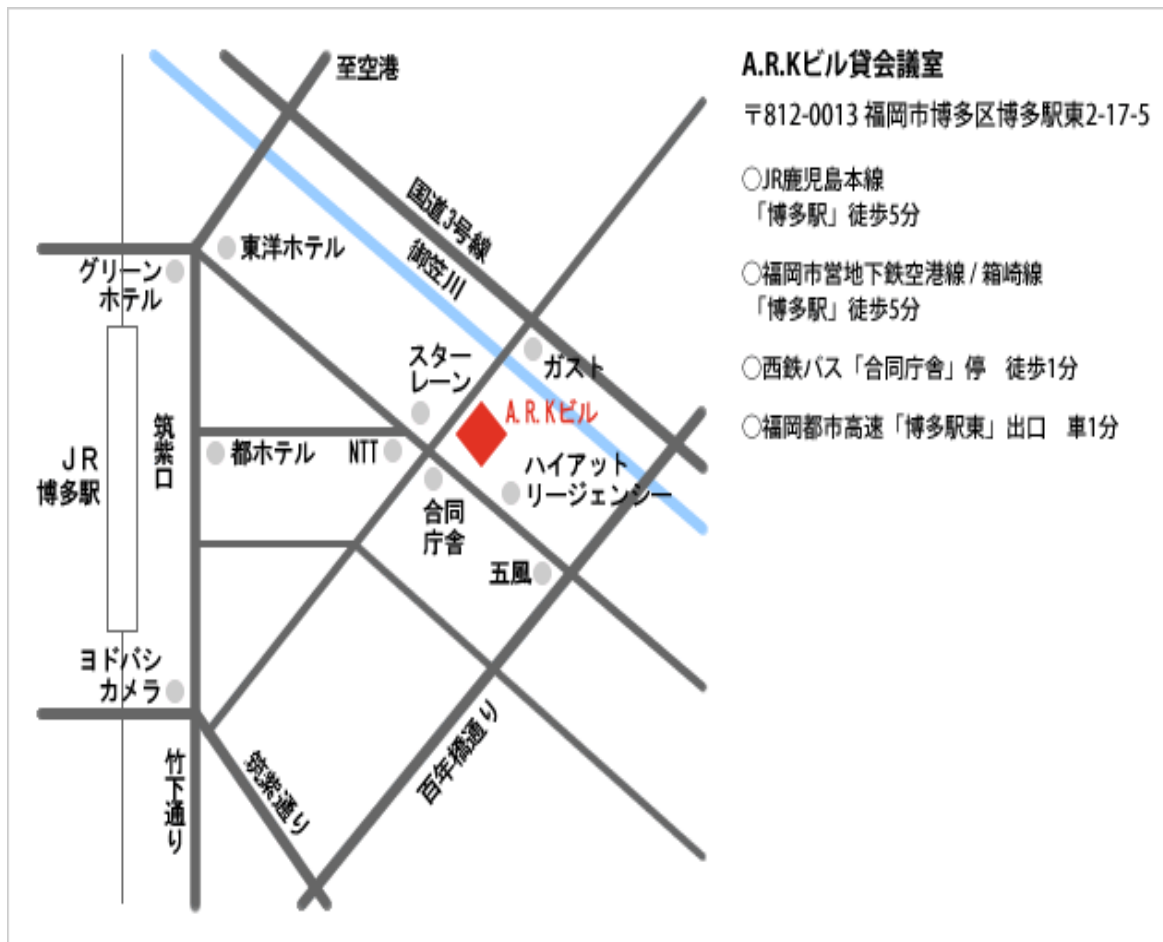 至空港
国道3号線
御笠川
東洋ホテル
グリーン
ホテル
スター
レーン
ガスト
A.R.Kビル
筑紫口
都ホテル
NTT
JR
博多駅
ハイアット
リージェンシー
合同
庁舎
五風
ヨドバシ
カメラ
竹下通り
筑紫通り
百年橋通り
A.R.Kビル貸会議室
〒812-0013 福岡市博多区博多駅東2-17-5
○JR鹿児島本線
「博多駅」徒歩5分
○福岡市営地下鉄空港線 / 箱崎線
「博多駅」徒歩5分
○西鉄バス「合同庁舎」停　徒歩1分
○福岡都市高速「博多駅東」出口　車1分